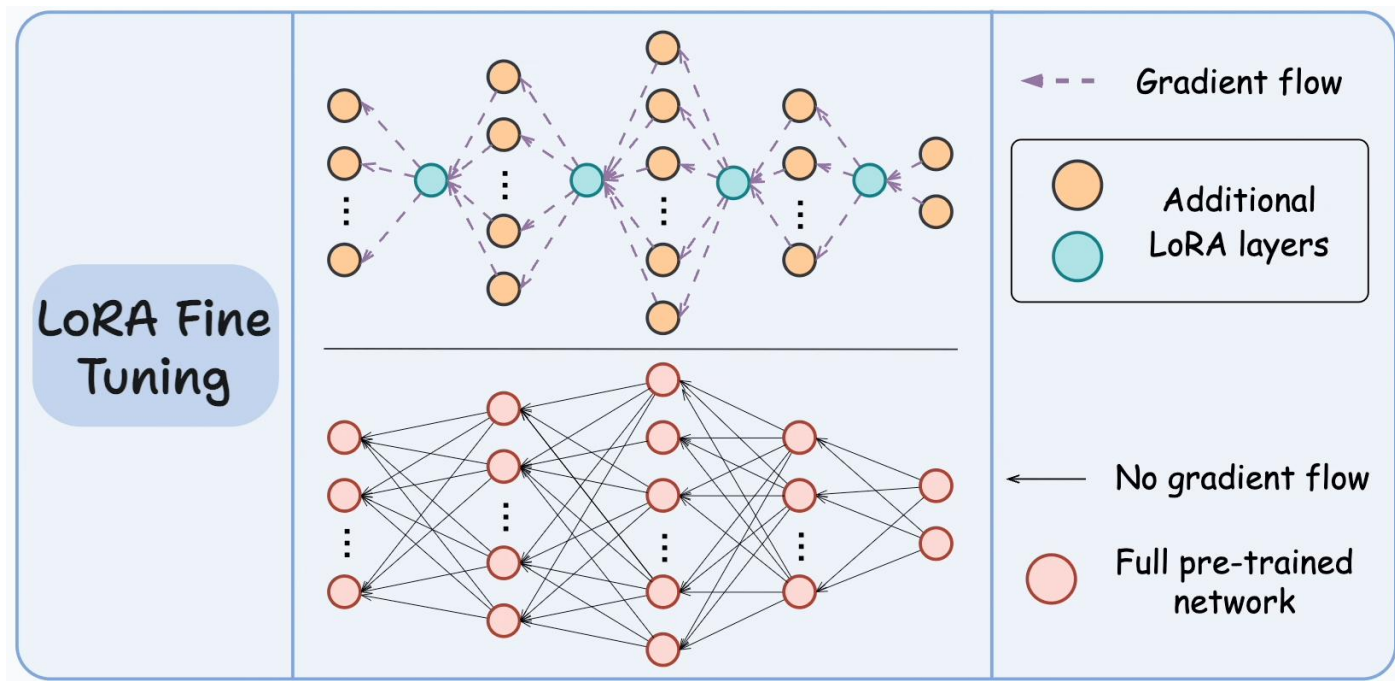 LoRA Fine
Tuning
Gradient flow
Additional
LoRA layers
No gradient flow
Full pre-trained
network